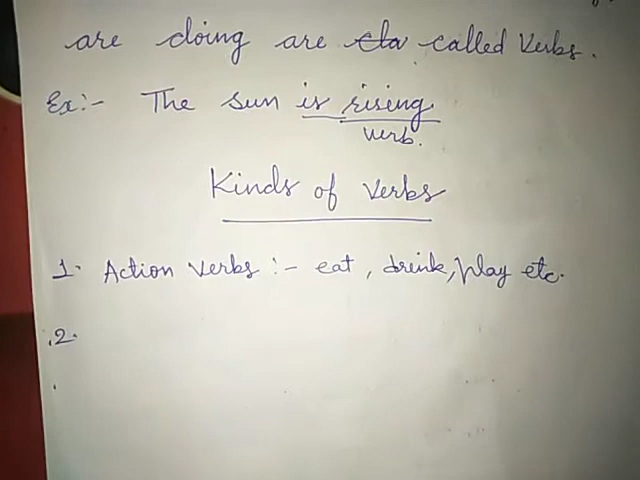 are doing are called Verbs.
Ex:- The sun is rising.
verb.
Kinds of verbs
1. Action verbs :- eat, drink, play etc.
2.